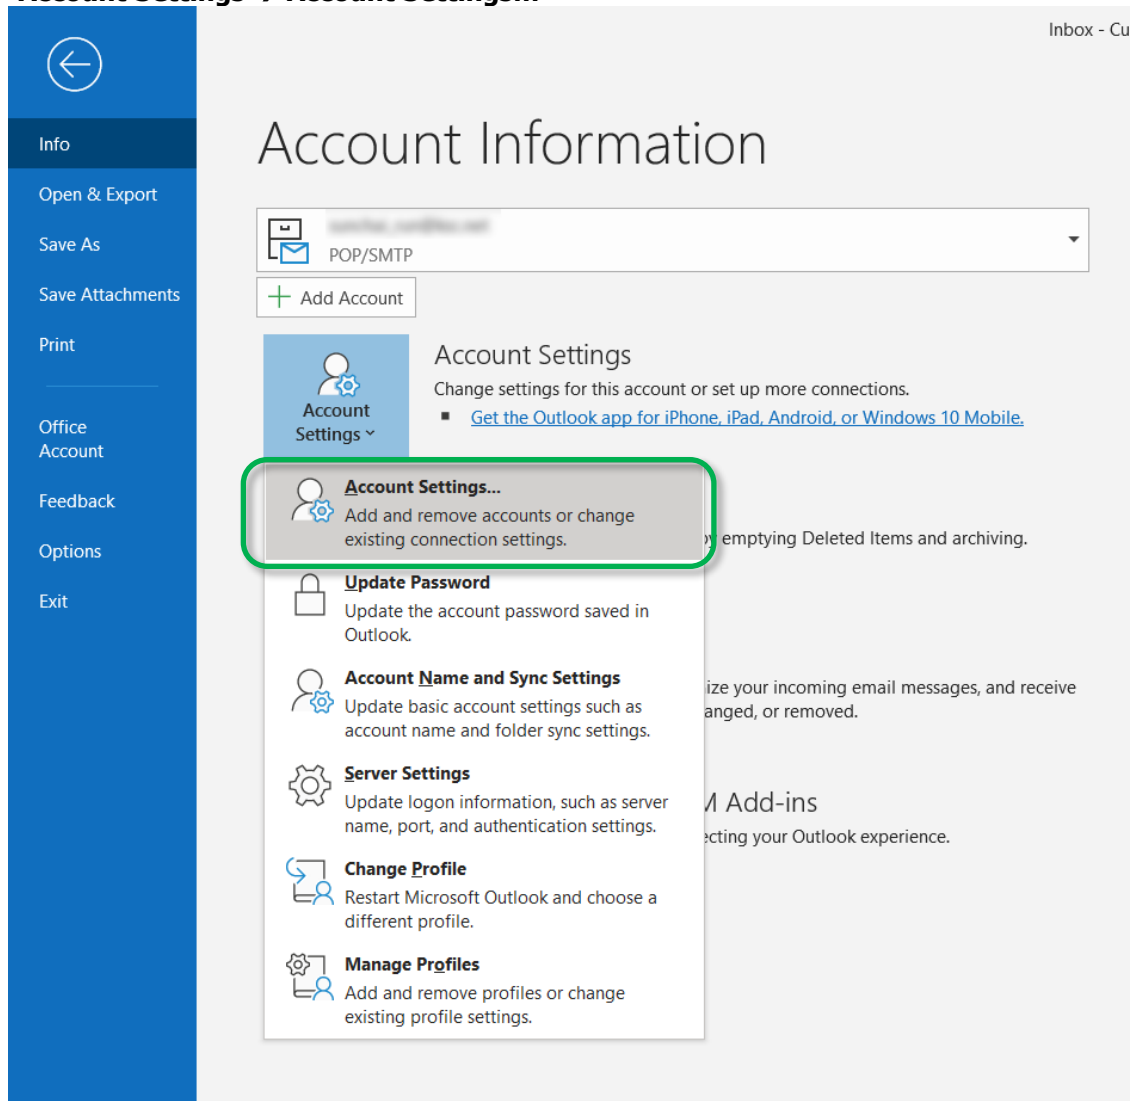 Inbox - Cu
Account Information
Info
Open & Export
Save As
Save Attachments
Print
Office
Account
Feedback
Options
Exit
POP/SMTP
Add Account
Account
Settings
Account Settings
Change settings for this account or set up more connections.
Get the Outlook app for iPhone, iPad, Android, or Windows 10 Mobile.
Account Settings...
Add and remove accounts or change
existing connection settings.
by emptying Deleted Items and archiving.
Update Password
Update the account password saved in
Outlook.
Account Name and Sync Settings
Update basic account settings such as
account name and folder sync settings.
ize your incoming email messages, and receive
anged, or removed.
Server Settings
Update logon information, such as server
name, port, and authentication settings.
M Add-ins
ecting your Outlook experience.
Change Profile
Restart Microsoft Outlook and choose a
different profile.
Manage Profiles
Add and remove profiles or change
existing profile settings.